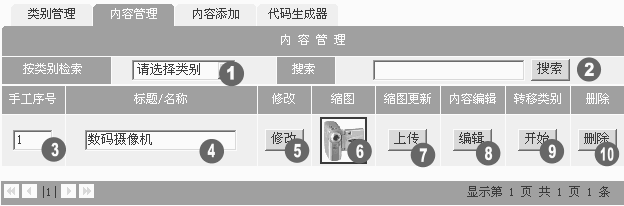 类别管理 内容管理 内容添加 代码生成器
内 容 管 理
按类别检索 请选择类别 1 搜索 搜索 2
手工序号 标题/名称 修改 缩图 缩图更新 内容编辑 转移类别 删除
1 3 数码摄像机 4 修改 5 6 上传 7 编辑 8 开始 9 删除 10
|1| 显示第 1 页 共 1 页 1 条